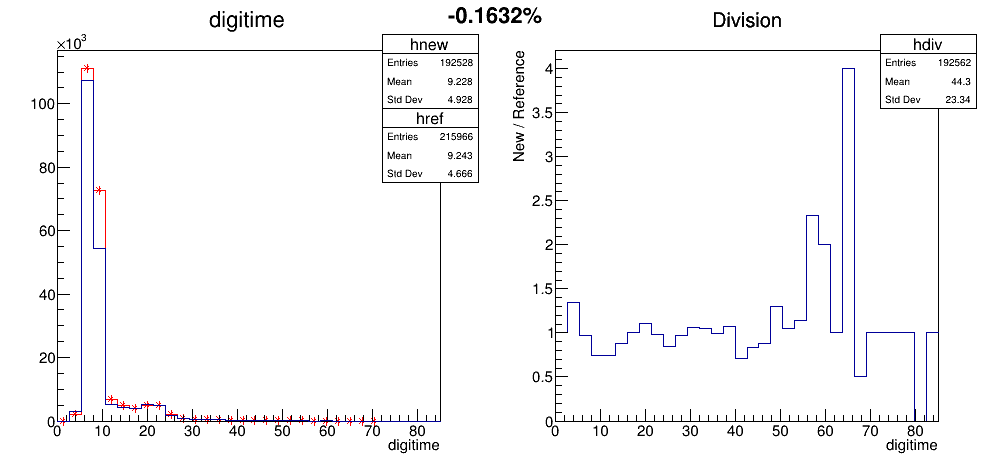 -0.1632%
digitime
×10³
hnew
Entries 192528
Mean 9.228
Std Dev 4.928
href
Entries 215966
Mean 9.243
Std Dev 4.666
100
80
60
40
20
0
0 10 20 30 40 50 60 70 80
digitime
Division
hdiv
Entries 192562
Mean 44.3
Std Dev 23.34
New / Reference
4
3.5
3
2.5
2
1.5
1
0.5
0
0 10 20 30 40 50 60 70 80
digitime